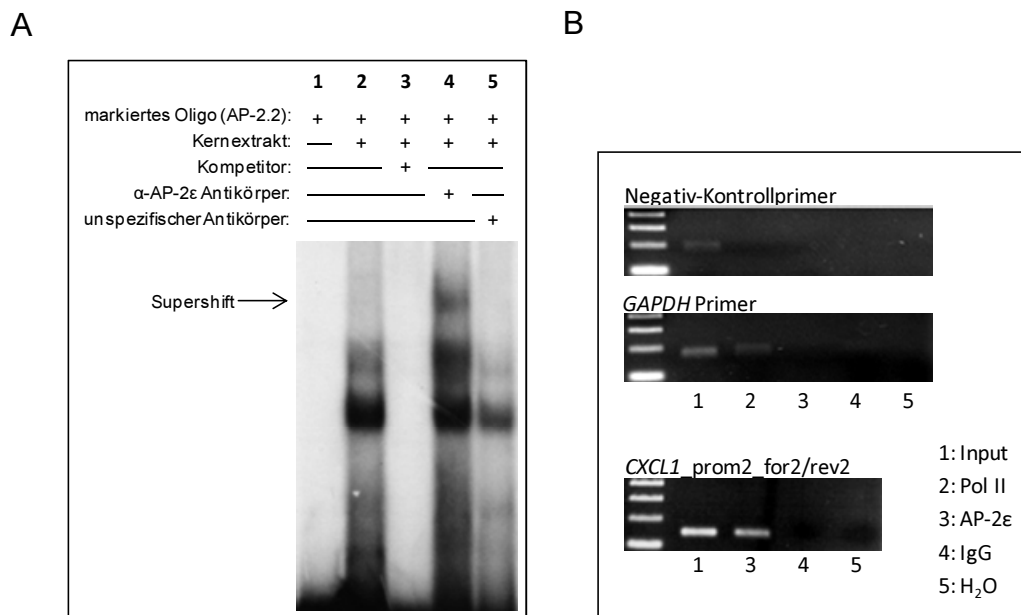 A
1 2 3 4 5
markiertes Oligo (AP-2.2): + + + + +
Kernextrakt: — + + + +
Kompetitor: — + —
α-AP-2ε Antikörper: — + —
unspezifischer Antikörper: — +
Supershift
B
Negativ-Kontrollprimer
GAPDH Primer
1 2 3 4 5
CXCL1_prom2_for2/rev2
1 3 4 5
1: Input
2: Pol II
3: AP-2ε
4: IgG
5: H₂O